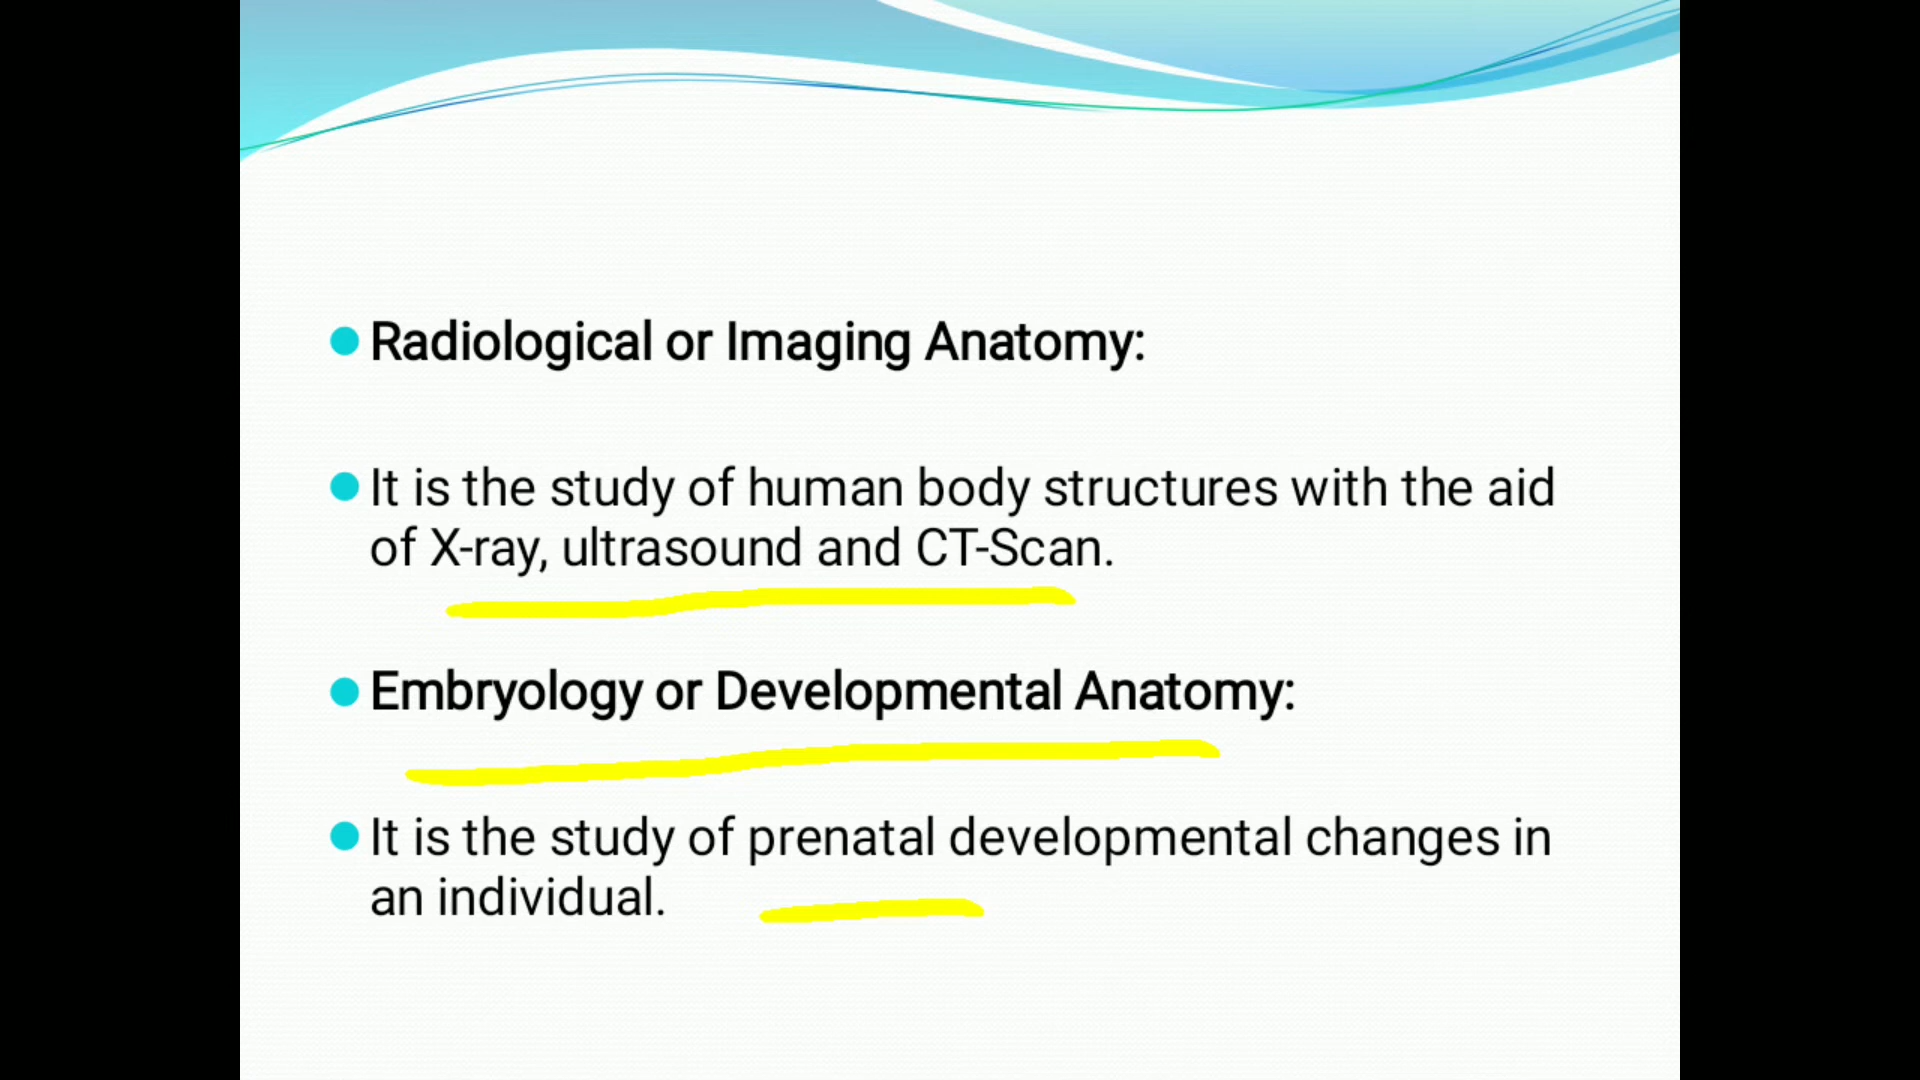 Radiological or Imaging Anatomy:
It is the study of human body structures with the aid
of X-ray, ultrasound and CT-Scan.
Embryology or Developmental Anatomy:
It is the study of prenatal developmental changes in
an individual.